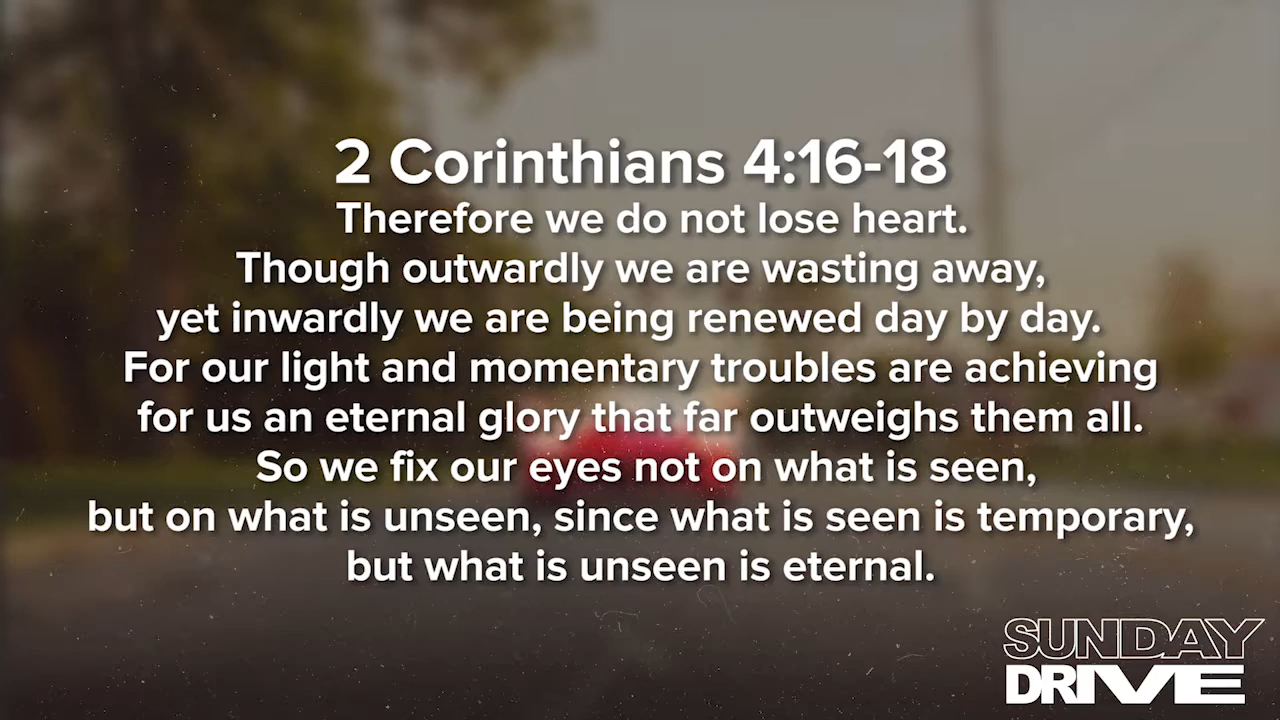 2 Corinthians 4:16-18
Therefore we do not lose heart.
Though outwardly we are wasting away,
yet inwardly we are being renewed day by day.
For our light and momentary troubles are achieving
for us an eternal glory that far outweighs them all.
So we fix our eyes not on what is seen,
but on what is unseen, since what is seen is temporary,
but what is unseen is eternal.
SUNDAY
DRIVE